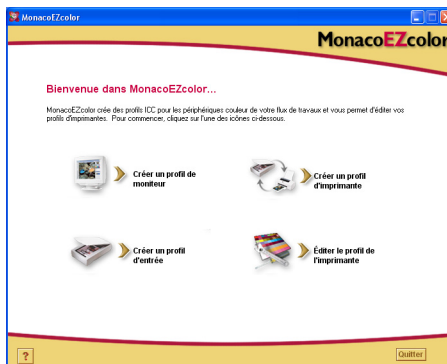 MonacoEZcolor
MonacoEZcolor
Bienvenue dans MonacoEZcolor...
MonacoEZcolor crée des profils ICC pour les périphériques couleur de votre flux de travaux et vous permet d'éditer vos
profils d'imprimantes. Pour commencer, cliquez sur l'une des icônes ci-dessous.
Créer un profil de
moniteur
Créer un profil
d'imprimante
Créer un profil
d'entrée
Éditer le profil de
l'imprimante
?
Quitter